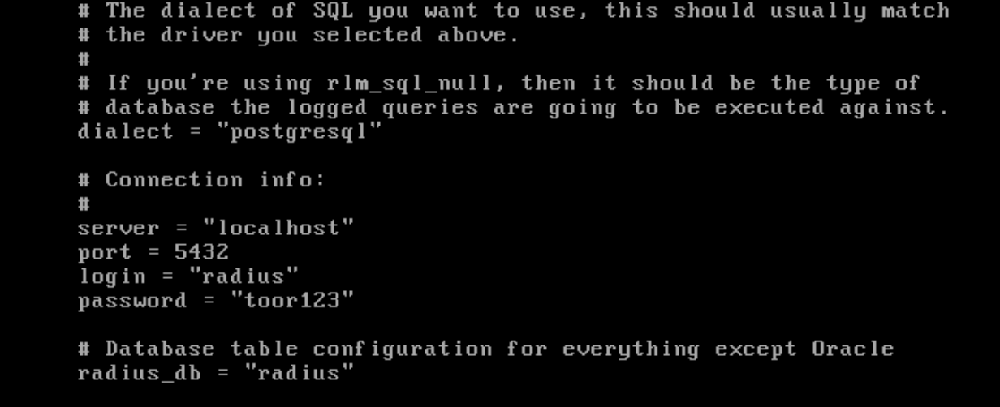 # The dialect of SQL you want to use, this should usually match
# the driver you selected above.
#
# If you're using rlm_sql_null, then it should be the type of
# database the logged queries are going to be executed against.
dialect = "postgresql"
# Connection info:
#
server = "localhost"
port = 5432
login = "radius"
password = "toor123"
# Database table configuration for everything except Oracle
radius_db = "radius"